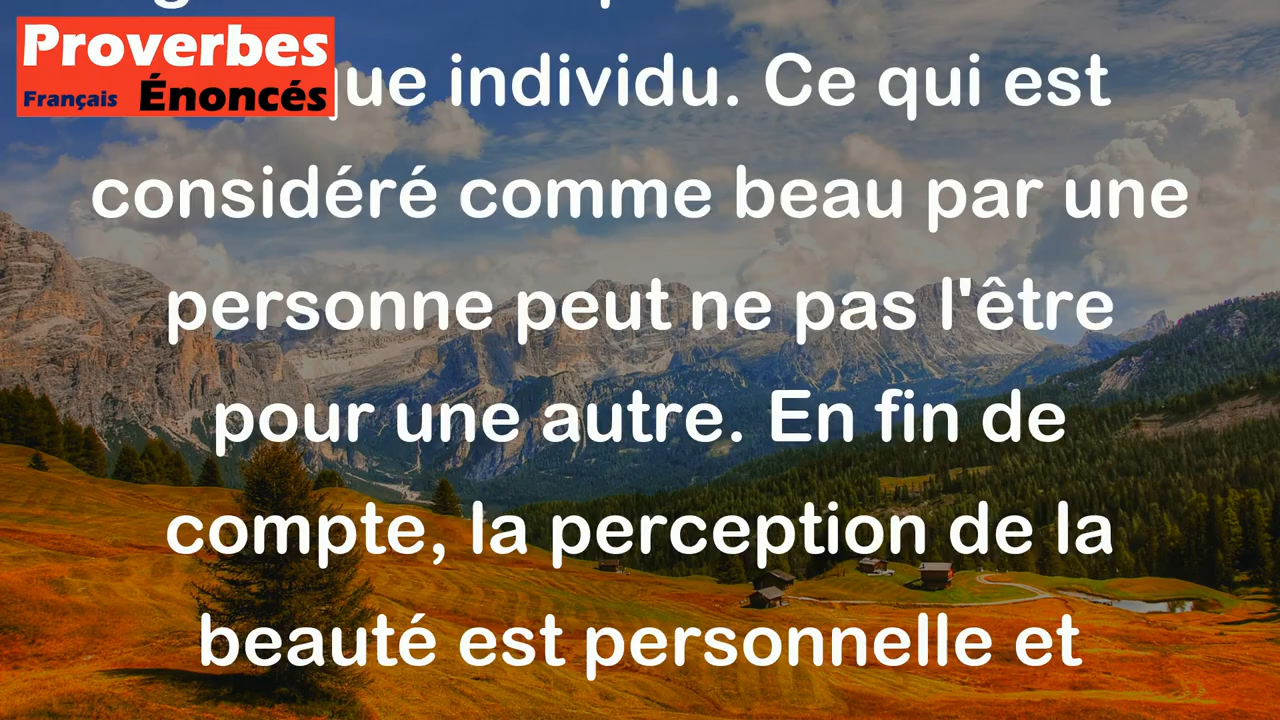 Proverbes
Français Énoncés
que individu. Ce qui est
considéré comme beau par une
personne peut ne pas l'être
pour une autre. En fin de
compte, la perception de la
beauté est personnelle et